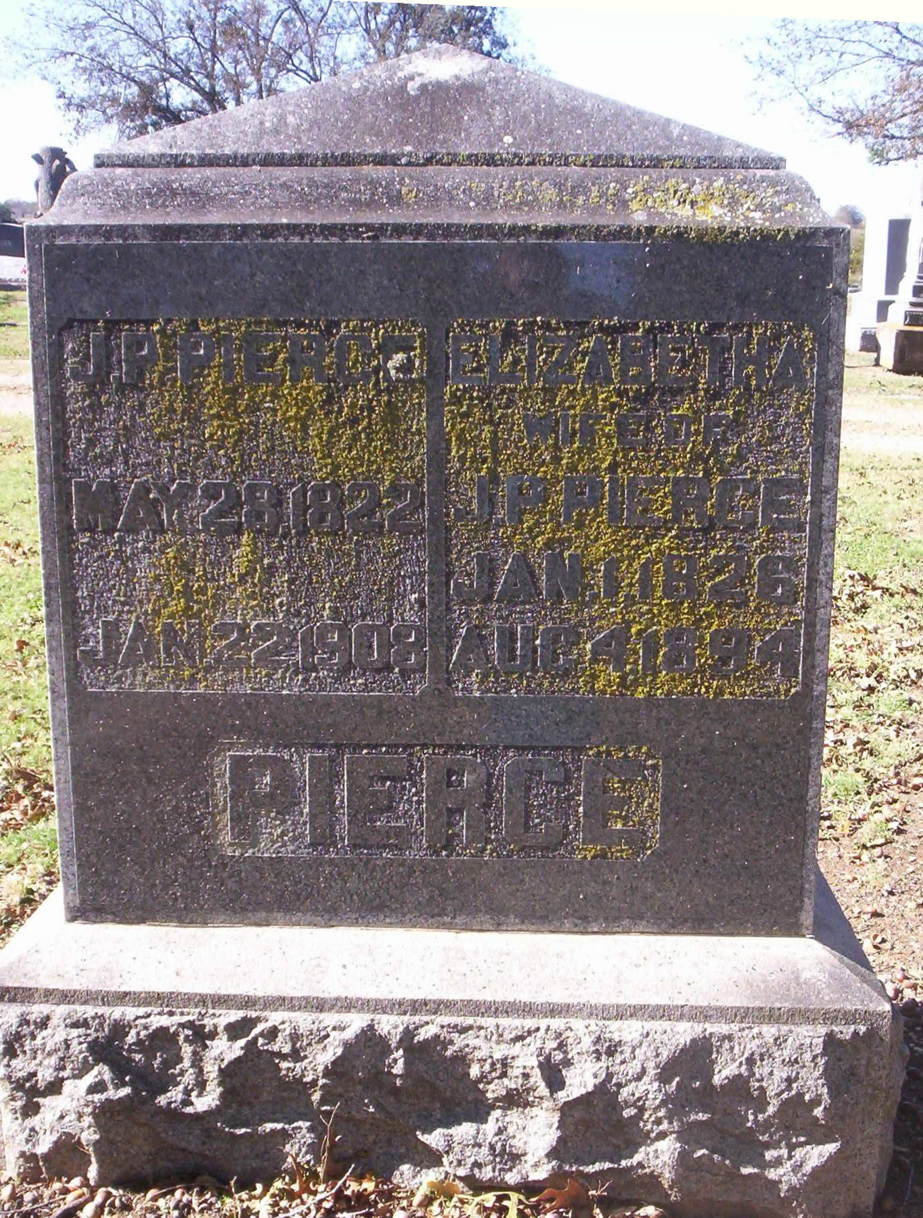 J.P. PIERCE
MAY 28 1822
JAN. 22 1908
ELIZABETH A.
WIFE OF
J.P. PIERCE
JAN. 1 1826
AUG. 4 1894
PIERCE